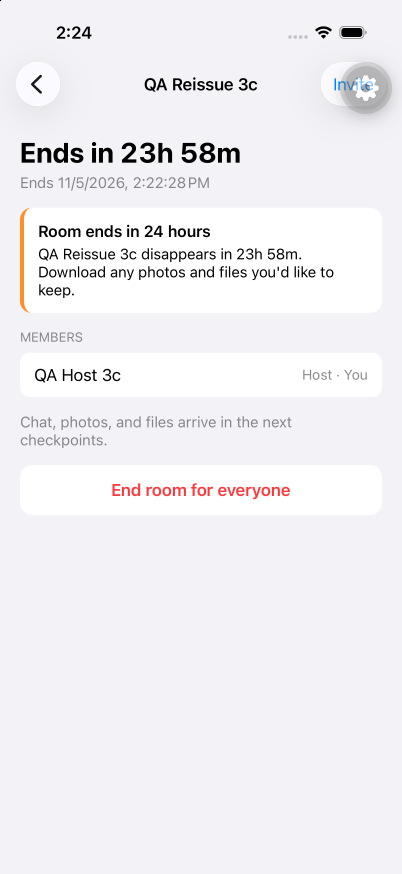 2:24
QA Reissue 3c
Invite
Ends in 23h 58m
Ends 11/5/2026, 2:22:28 PM
Room ends in 24 hours
QA Reissue 3c disappears in 23h 58m.
Download any photos and files you'd like to
keep.
MEMBERS
QA Host 3c
Host · You
Chat, photos, and files arrive in the next
checkpoints.
End room for everyone